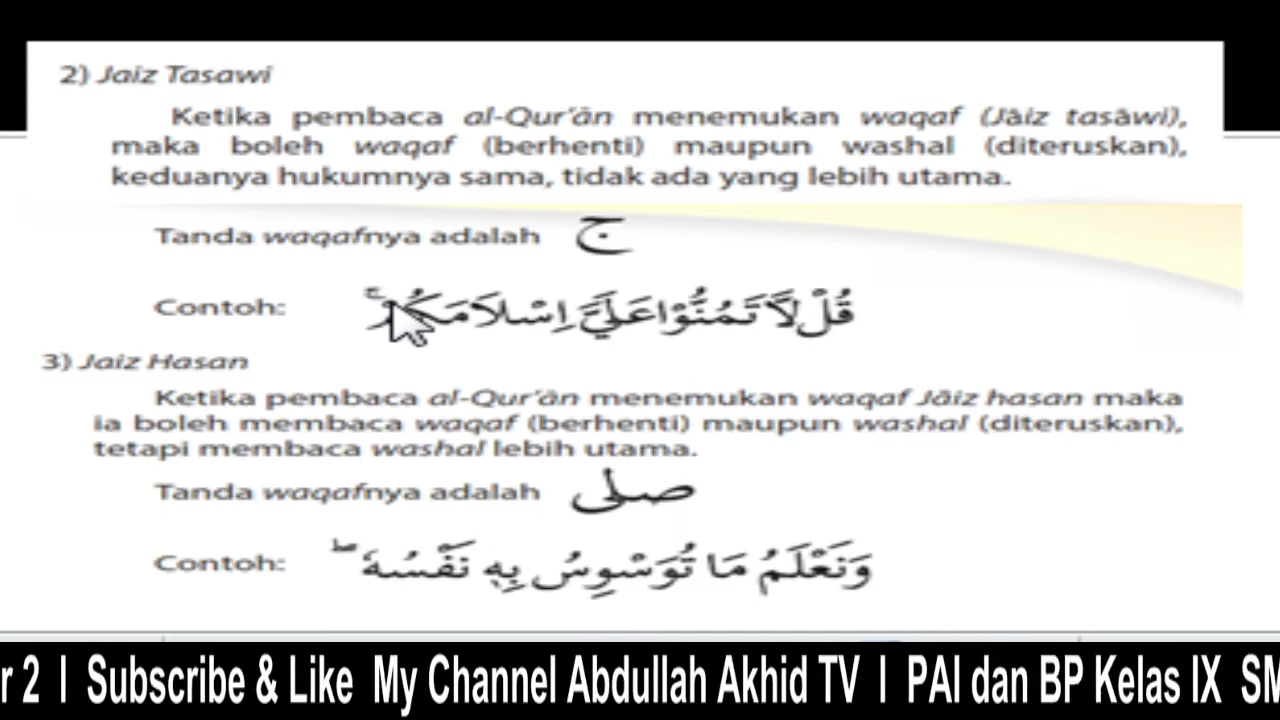 2) Jaiz Tasawi
Ketika pembaca al-Qur'ān menemukan waqaf (Jāiz tasāwi),
maka boleh waqaf (berhenti) maupun washal (diteruskan),
keduanya hukumnya sama, tidak ada yang lebih utama.
Tanda waqafnya adalah ج
Contoh: قُلْ لَّا تَمُنُّوْا عَلَيَّ اِسْلَامَكُمْۚ
3) Jaiz Hasan
Ketika pembaca al-Qur'ān menemukan waqaf Jāiz hasan maka
ia boleh membaca waqaf (berhenti) maupun washal (diteruskan),
tetapi membaca washal lebih utama.
Tanda waqafnya adalah صلى
Contoh: وَنَعْلَمُ مَا تُوَسْوِسُ بِهٖ نَفْسُهٗ ۖ
r 2 I Subscribe & Like My Channel Abdullah Akhid TV I PAI dan BP Kelas IX SM